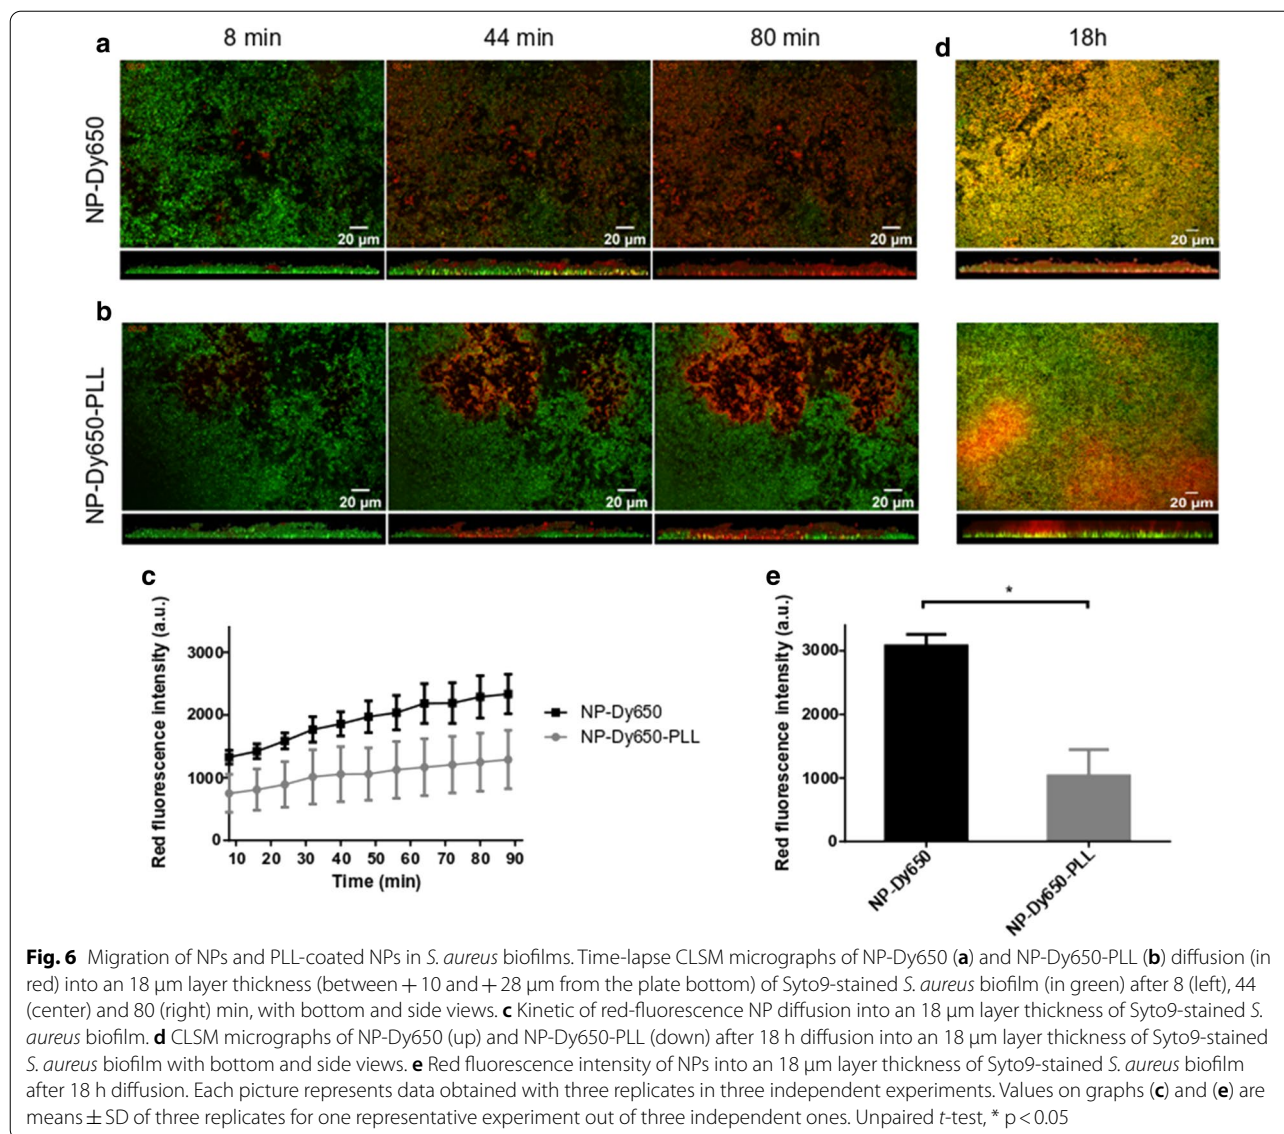 a
8 min
44 min
80 min
d
18h
NP-Dy650
20 µm
20 µm
20 µm
20 µm
b
NP-Dy650-PLL
20 µm
20 µm
20 µm
20 µm
c
Red fluorescence intensity (a.u.)
3000
2000
1000
0
10 20 30 40 50 60 70 80 90
Time (min)
NP-Dy650
NP-Dy650-PLL
e
Red fluorescence intensity (a.u.)
3000
2000
1000
0
*
NP-Dy650
NP-Dy650-PLL
Fig. 6 Migration of NPs and PLL-coated NPs in S. aureus biofilms. Time-lapse CLSM micrographs of NP-Dy650 (a) and NP-Dy650-PLL (b) diffusion (in
red) into an 18 µm layer thickness (between + 10 and + 28 µm from the plate bottom) of Syto9-stained S. aureus biofilm (in green) after 8 (left), 44
(center) and 80 (right) min, with bottom and side views. c Kinetic of red-fluorescence NP diffusion into an 18 µm layer thickness of Syto9-stained S.
aureus biofilm. d CLSM micrographs of NP-Dy650 (up) and NP-Dy650-PLL (down) after 18 h diffusion into an 18 µm layer thickness of Syto9-stained
S. aureus biofilm with bottom and side views. e Red fluorescence intensity of NPs into an 18 µm layer thickness of Syto9-stained S. aureus biofilm
after 18 h diffusion. Each picture represents data obtained with three replicates in three independent experiments. Values on graphs (c) and (e) are
means ± SD of three replicates for one representative experiment out of three independent ones. Unpaired t-test, * p < 0.05